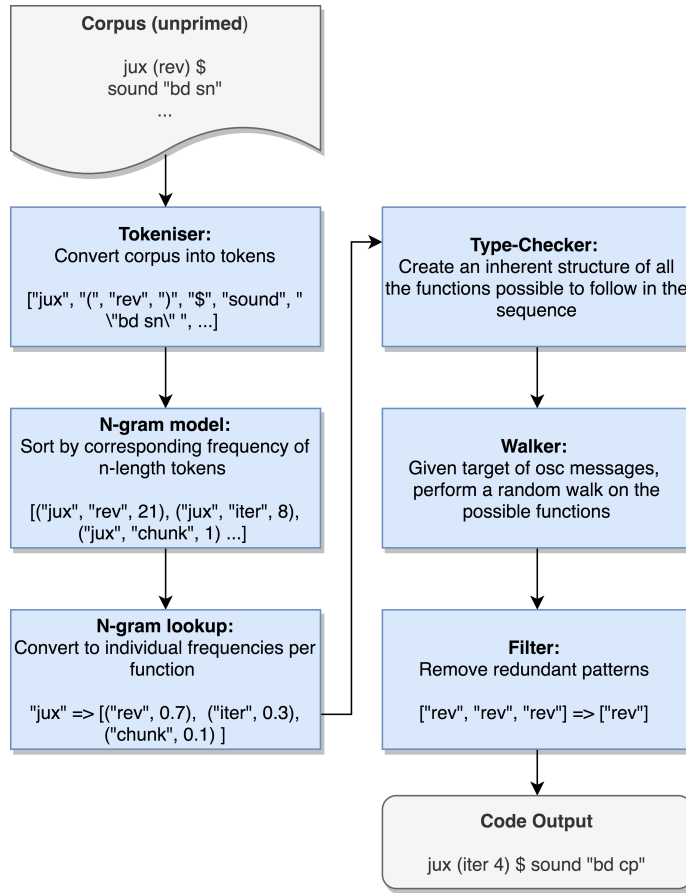 Corpus (unprimed)
jux (rev) $
sound "bd sn"
...
Tokeniser:
Convert corpus into tokens
["jux", "(", "rev", ")", "$", "sound", "
\"bd sn\" ", ...]
N-gram model:
Sort by corresponding frequency of
n-length tokens
[("jux", "rev", 21), ("jux", "iter", 8),
("jux", "chunk", 1) ...]
N-gram lookup:
Convert to individual frequencies per
function
"jux" => [("rev", 0.7),  ("iter", 0.3),
("chunk", 0.1) ]
Type-Checker:
Create an inherent structure of all
the functions possible to follow in the
sequence
Walker:
Given target of osc messages,
perform a random walk on the
possible functions
Filter:
Remove redundant patterns
["rev", "rev", "rev"] => ["rev"]
Code Output
jux (iter 4) $ sound "bd cp"